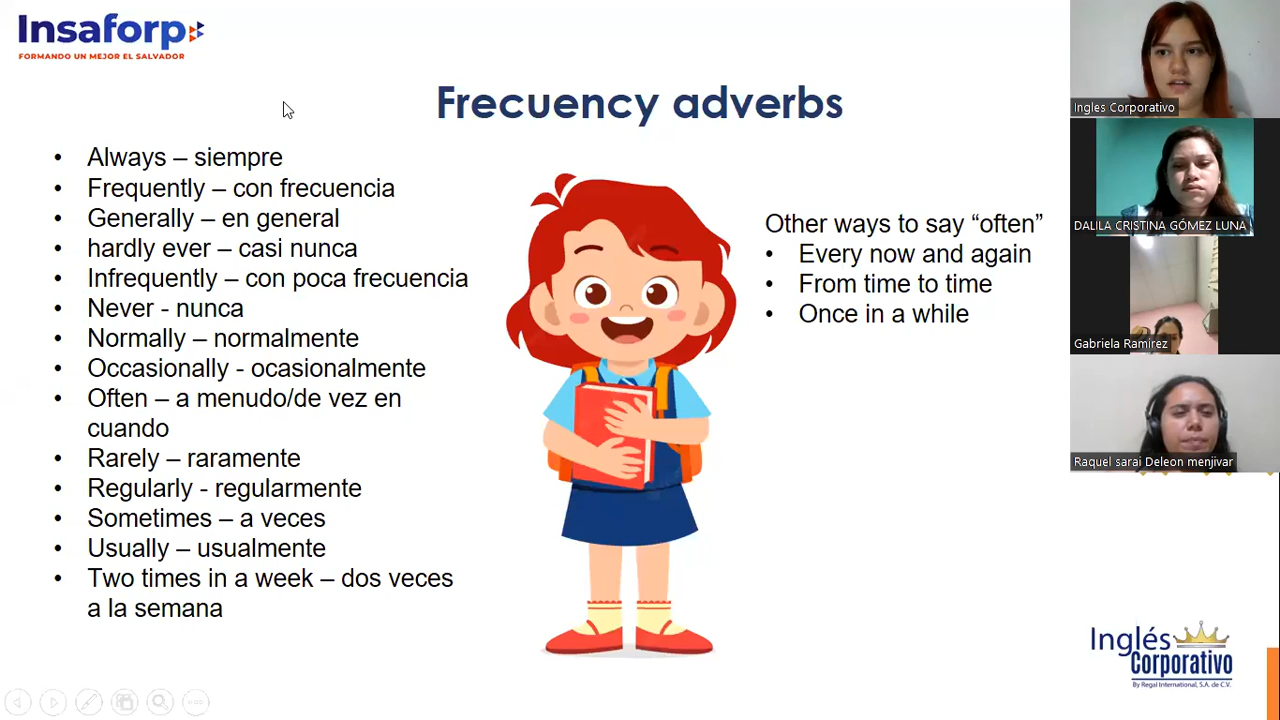 Insaforp
FORMANDO UN MEJOR EL SALVADOR
Frecuency adverbs
• Always – siempre
• Frequently – con frecuencia
• Generally – en general
• hardly ever – casi nunca
• Infrequently – con poca frecuencia
• Never - nunca
• Normally – normalmente
• Occasionally - ocasionalmente
• Often – a menudo/de vez en
cuando
• Rarely – raramente
• Regularly - regularmente
• Sometimes – a veces
• Usually – usualmente
• Two times in a week – dos veces
a la semana
Other ways to say “often”
• Every now and again
• From time to time
• Once in a while
Ingles Corporativo
DALILA CRISTINA GÓMEZ LUNA
Gabriela Ramirez
Raquel sarai Deleon menjivar
Inglés
Corporativo
By Regal International, S.A. de C.V.